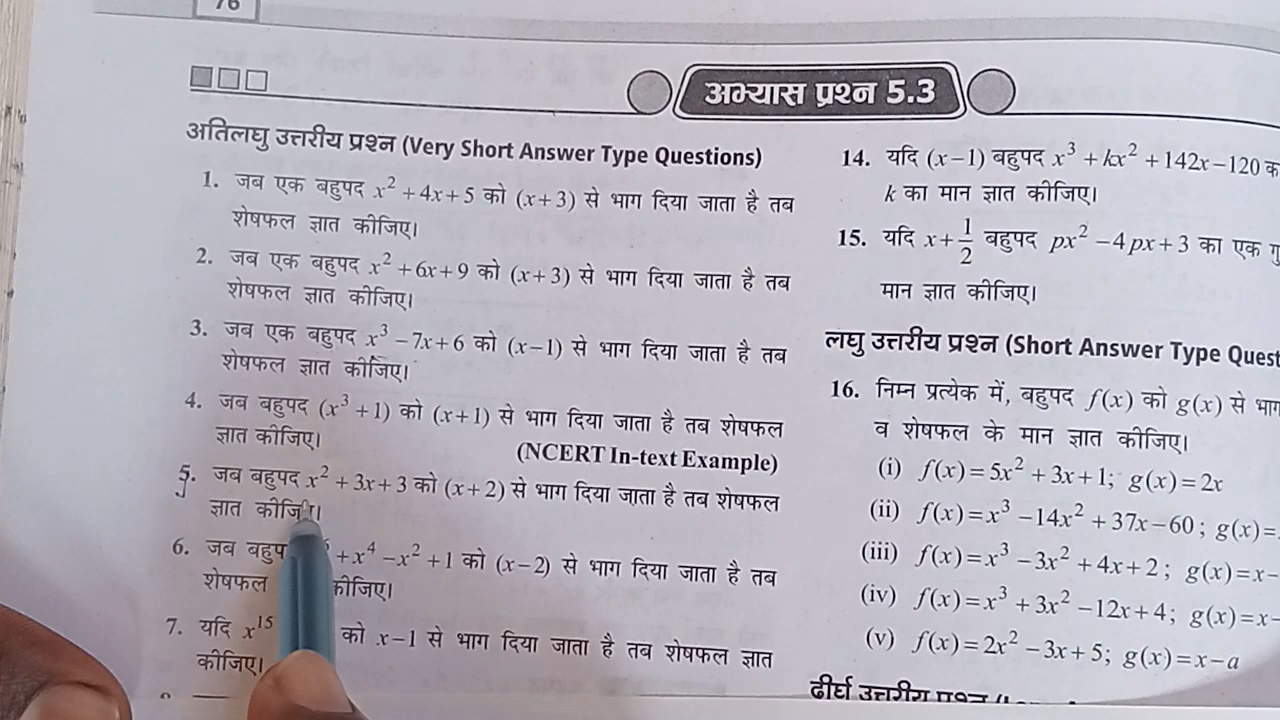 76
अभ्यास प्रश्न 5.3
अतिलघु उत्तरीय प्रश्न (Very Short Answer Type Questions)
1. जब एक बहुपद x² + 4x + 5 को (x + 3) से भाग दिया जाता है तब
शेषफल ज्ञात कीजिए।
2. जब एक बहुपद x² + 6x + 9 को (x + 3) से भाग दिया जाता है तब
शेषफल ज्ञात कीजिए।
3. जब एक बहुपद x³ − 7x + 6 को (x − 1) से भाग दिया जाता है तब
शेषफल ज्ञात कीजिए।
4. जब बहुपद (x³ + 1) को (x + 1) से भाग दिया जाता है तब शेषफल
ज्ञात कीजिए।
(NCERT In-text Example)
5. जब बहुपद x² + 3x + 3 को (x + 2) से भाग दिया जाता है तब शेषफल
ज्ञात
6. जब + x⁴ − x² + 1 को (x − 2) से भाग दिया जाता है तब
शेषफल
7. यदि x¹⁵ को x − 1 से भाग दिया जाता है तब शेषफल ज्ञात
कीजिए।
14. यदि (x − 1) बहुपद x³ + kx² + 142x − 120
k का मान ज्ञात कीजिए।
15. यदि x + 1/2 बहुपद px² − 4px + 3 का एक
मान ज्ञात कीजिए।
लघु उत्तरीय प्रश्न (Short Answer Type
16. निम्न प्रत्येक में, बहुपद f(x) को g(x) से
व शेषफल के मान ज्ञात कीजिए।
(i) f(x) = 5x² + 3x + 1; g(x) = 2x
(ii) f(x) = x³ − 14x² + 37x − 60; g(x) =
(iii) f(x) = x³ − 3x² + 4x + 2; g(x) = x −
(iv) f(x) = x³ + 3x² − 12x + 4; g(x) = x −
(v) f(x) = 2x² − 3x + 5; g(x) = x − a
दीर्घ उत्तरीय प्रश्न